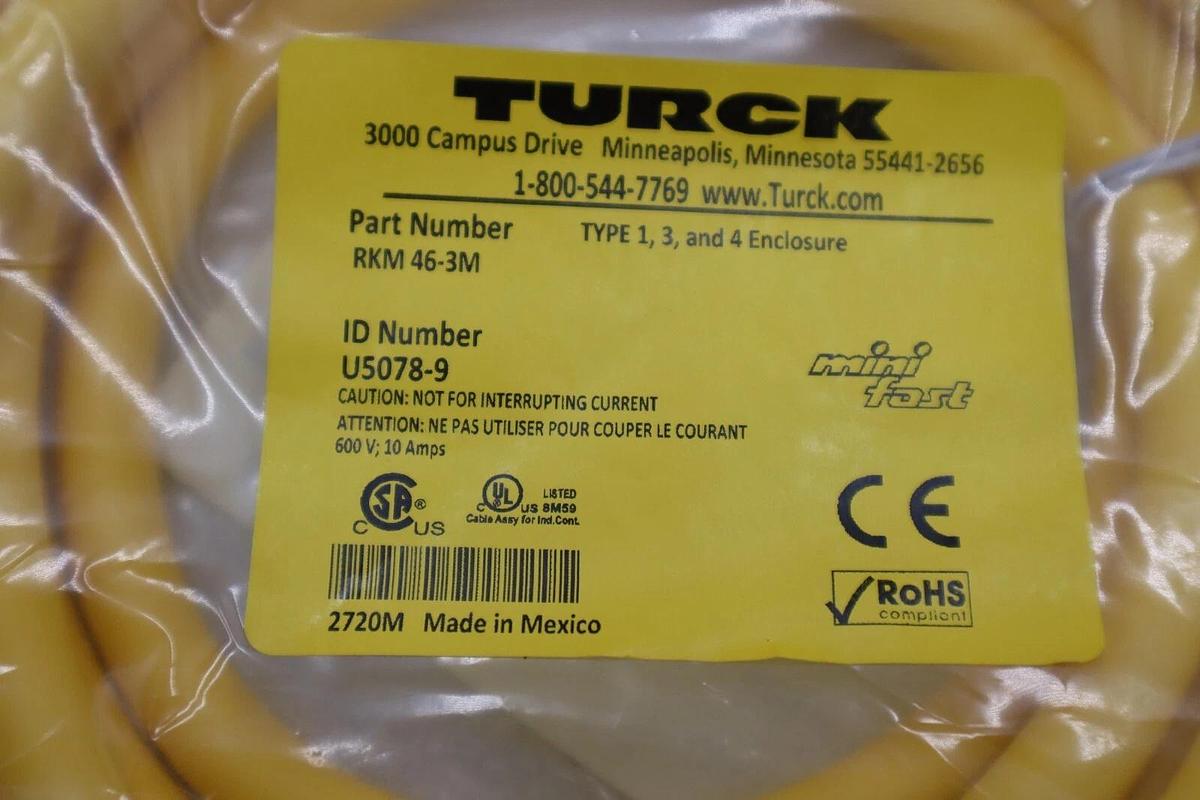 TURCK
3000 Campus Drive Minneapolis, Minnesota 55441-2656
1-800-544-7769 www.Turck.com
Part Number TYPE 1, 3, and 4 Enclosure
RKM 46-3M
ID Number
U5078-9
mini
fast
CAUTION: NOT FOR INTERRUPTING CURRENT
ATTENTION: NE PAS UTILISER POUR COUPER LE COURANT
600 V; 10 Amps
CSA® C US
C UL US LISTED 8M59
Cable Assy for Ind.Cont.
CE
RoHS
compliant
2720M Made in Mexico